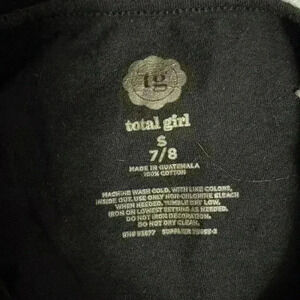 tg
total girl
S
7/8
MADE IN GUATEMALA
100% COTTON
MACHINE WASH COLD, WITH LIKE COLORS,
INSIDE OUT. USE ONLY NON-CHLORINE BLEACH
WHEN NEEDED. TUMBLE DRY LOW.
IRON ON LOWEST SETTING AS NEEDED.
DO NOT IRON DECORATION.
DO NOT DRY CLEAN.
SUPPLIER